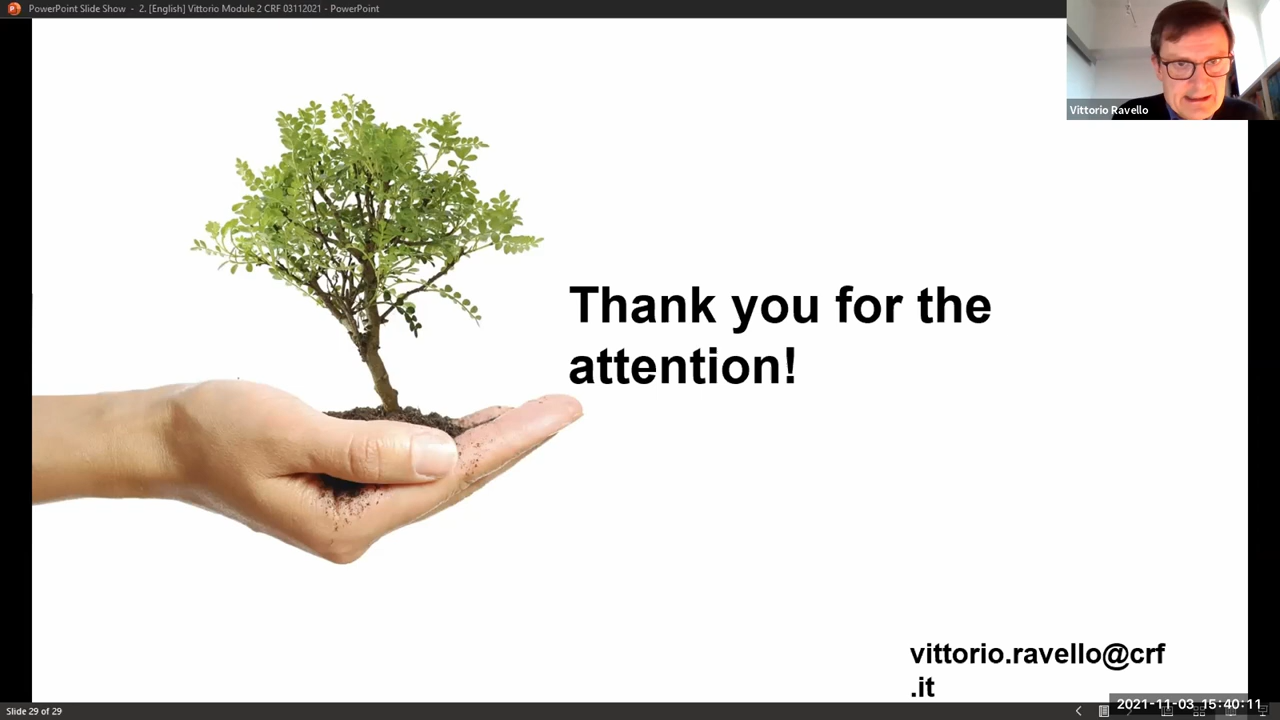 PowerPoint Slide Show - 2. [English] Vittorio Module 2 CRF 03112021 - PowerPoint
Vittorio Ravello
Thank you for the
attention!
vittorio.ravello@crf
.it
Slide 29 of 29
2021-11-03 15:40:11